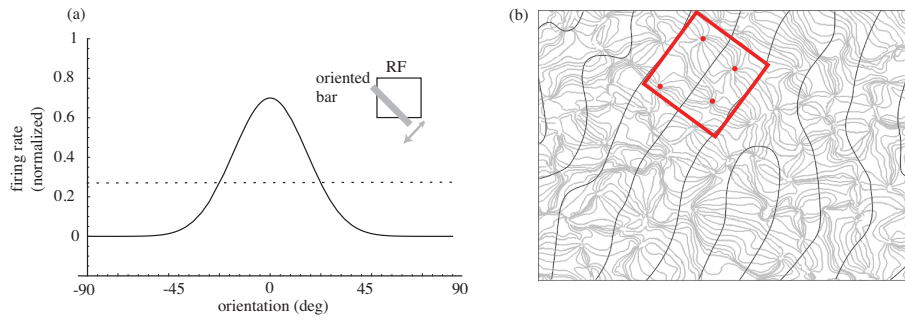 (a)
1
0.8
0.6
0.4
0.2
0
firing rate
(normalized)
oriented
bar
RF
-90
-45
0
45
90
orientation (deg)
(b)